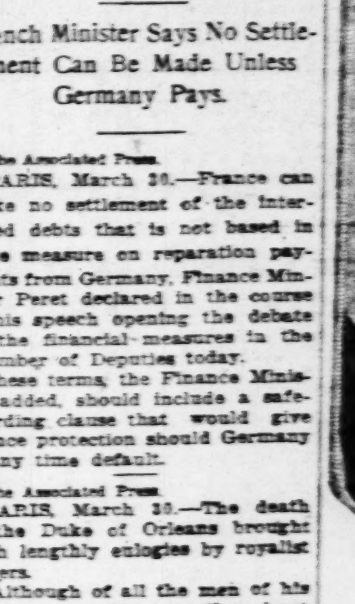 ench Minister Says No Settle-
ment Can Be Made Unless
Germany Pays.
he Associated Press.
ARIS, March 30.—France can
ke no settlement of the inter-
ed debts that is not based in
e measure on reparation pay-
ts from Germany, Finance Min-
r Peret declared in the course
his speech opening the debate
the financial measures in the
mber of Deputies today.
hese terms, the Finance Minis-
added, should include a safe-
rding clause that would give
nce protection should Germany
ny time default.
he Associated Press.
ARIS, March 30.—The death
the Duke of Orleans brought
h lengthly eulogies by royalist
ers.
Although of all the men of his